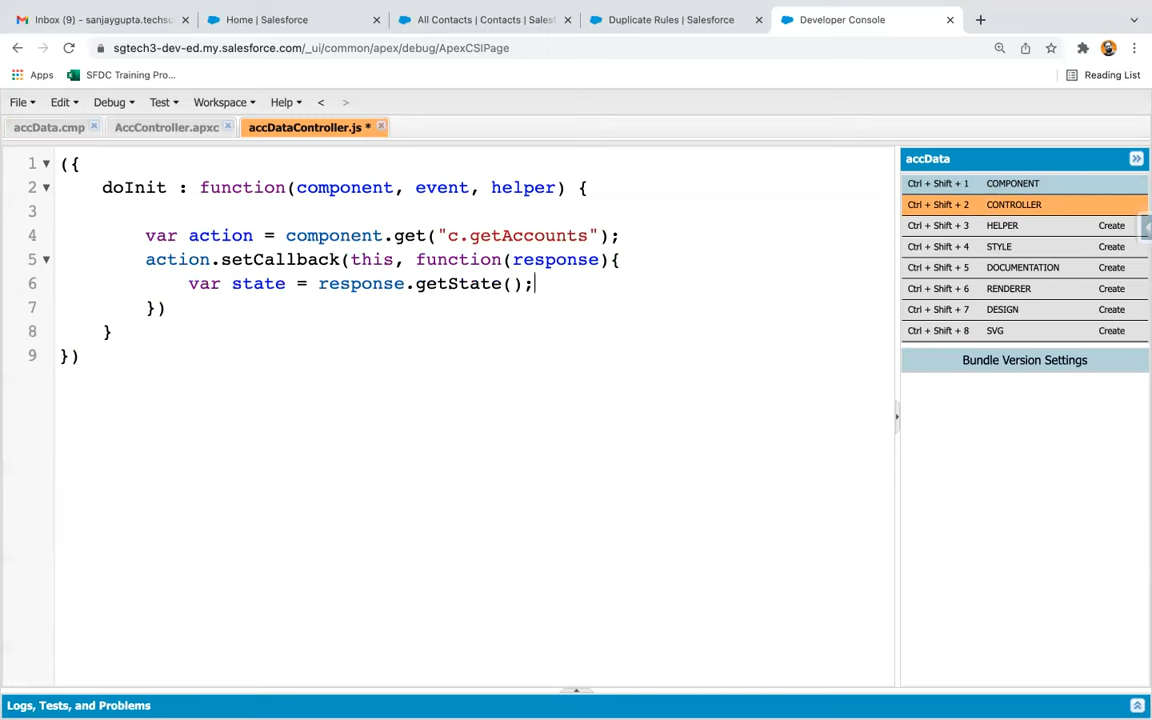 Inbox (9) - sanjaygupta.techsc
Home | Salesforce
All Contacts | Contacts | Sales
Duplicate Rules | Salesforce
Developer Console
sgtech3-dev-ed.my.salesforce.com/_ui/common/apex/debug/ApexCSIPage
Apps
SFDC Training Pro...
Reading List
File Edit Debug Test Workspace Help < >
accData.cmp
AccController.apxc
accDataController.js *
1 ({
2 doInit : function(component, event, helper) {
3
4 var action = component.get("c.getAccounts");
5 action.setCallback(this, function(response){
6 var state = response.getState();
7 })
8 }
9 })
accData
Ctrl + Shift + 1 COMPONENT
Ctrl + Shift + 2 CONTROLLER
Ctrl + Shift + 3 HELPER Create
Ctrl + Shift + 4 STYLE Create
Ctrl + Shift + 5 DOCUMENTATION Create
Ctrl + Shift + 6 RENDERER Create
Ctrl + Shift + 7 DESIGN Create
Ctrl + Shift + 8 SVG Create
Bundle Version Settings
Logs, Tests, and Problems